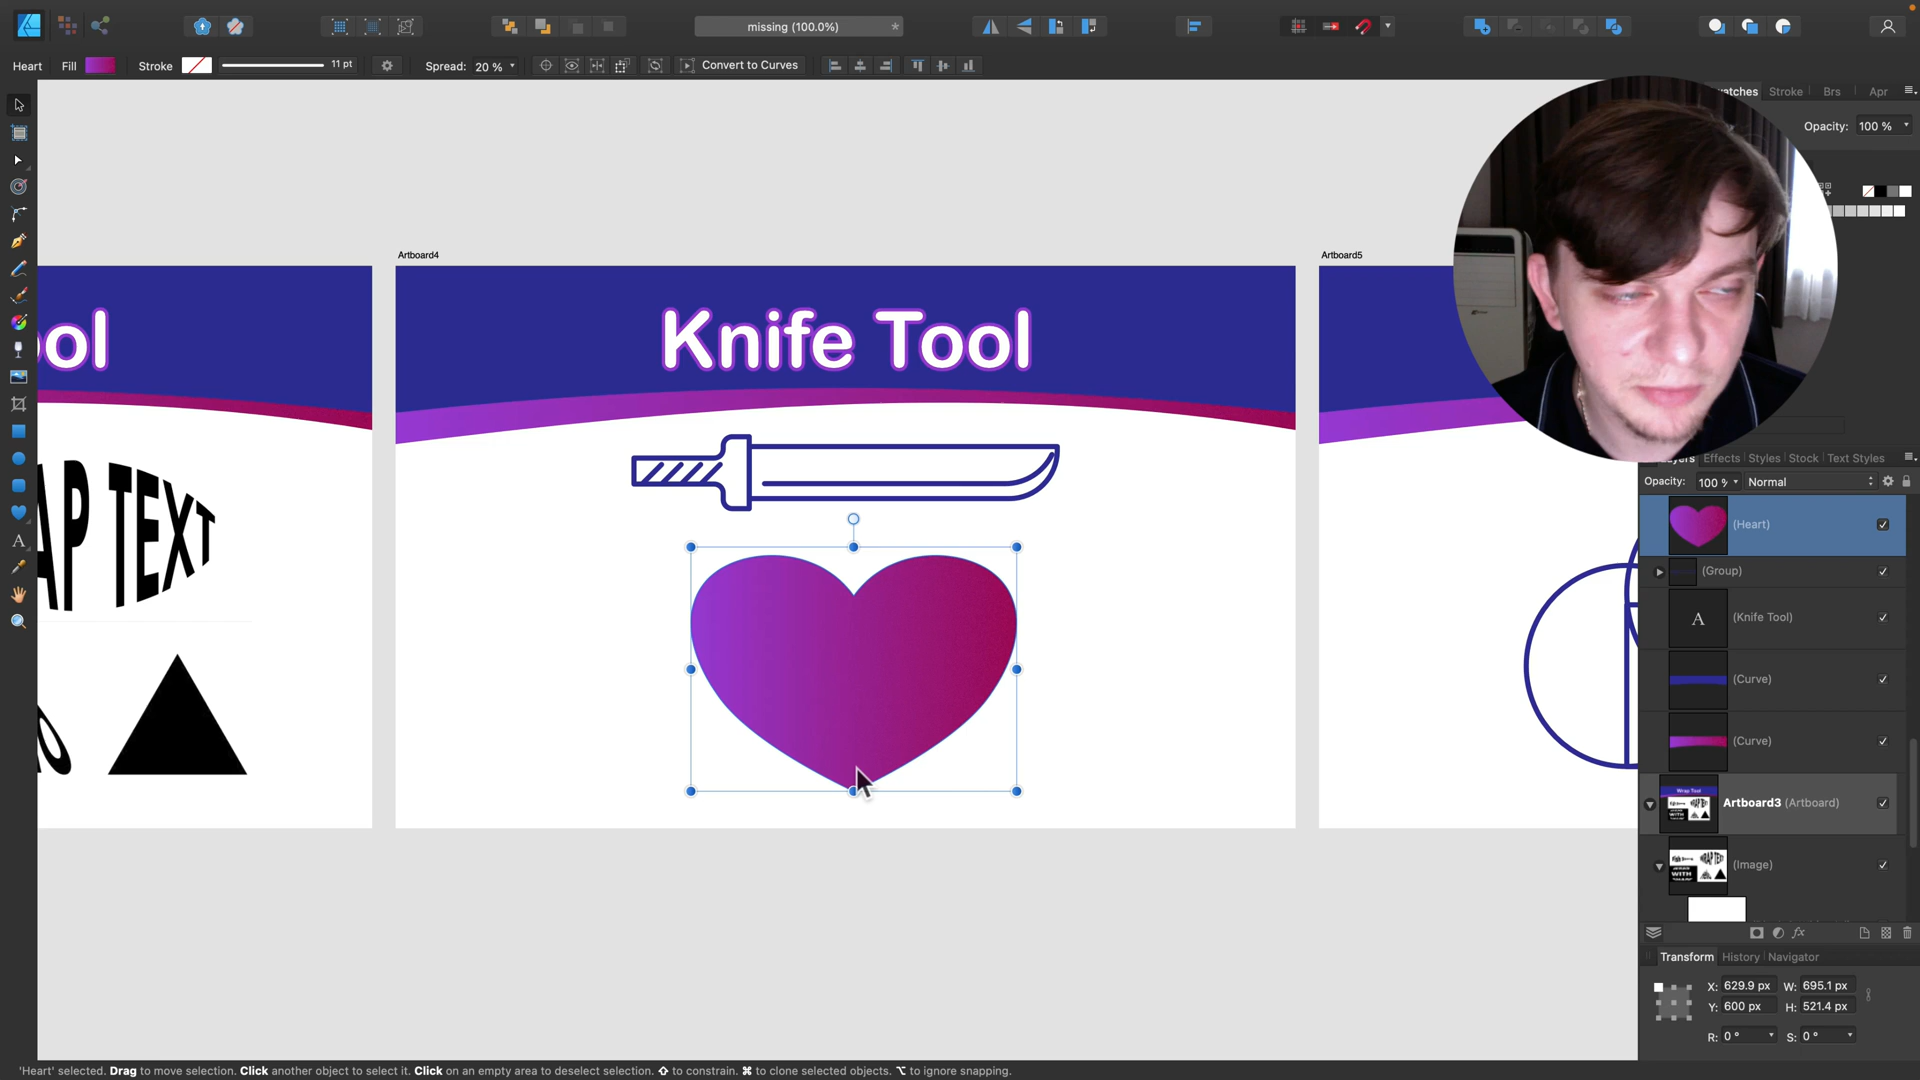 missing (100.0%)
*
Heart Fill Stroke 11 pt Spread: 20 % Convert to Curves
Stroke Brs Apr
Opacity: 100 %
Artboard4
Artboard5
ool
Knife Tool
AP TEXT
Layers Effects Styles Stock Text Styles
Opacity: 100 % Normal
(Heart)
(Group)
A (Knife Tool)
(Curve)
(Curve)
Artboard3 (Artboard)
(Image)
WITH
fx
Transform History Navigator
X: 629.9 px W: 695.1 px
Y: 600 px H: 521.4 px
R: 0 ° S: 0 °
'Heart' selected. Drag to move selection. Click another object to select it. Click on an empty area to deselect selection. ⇧ to constrain. ⌘ to clone selected objects. ⌥ to ignore snapping.